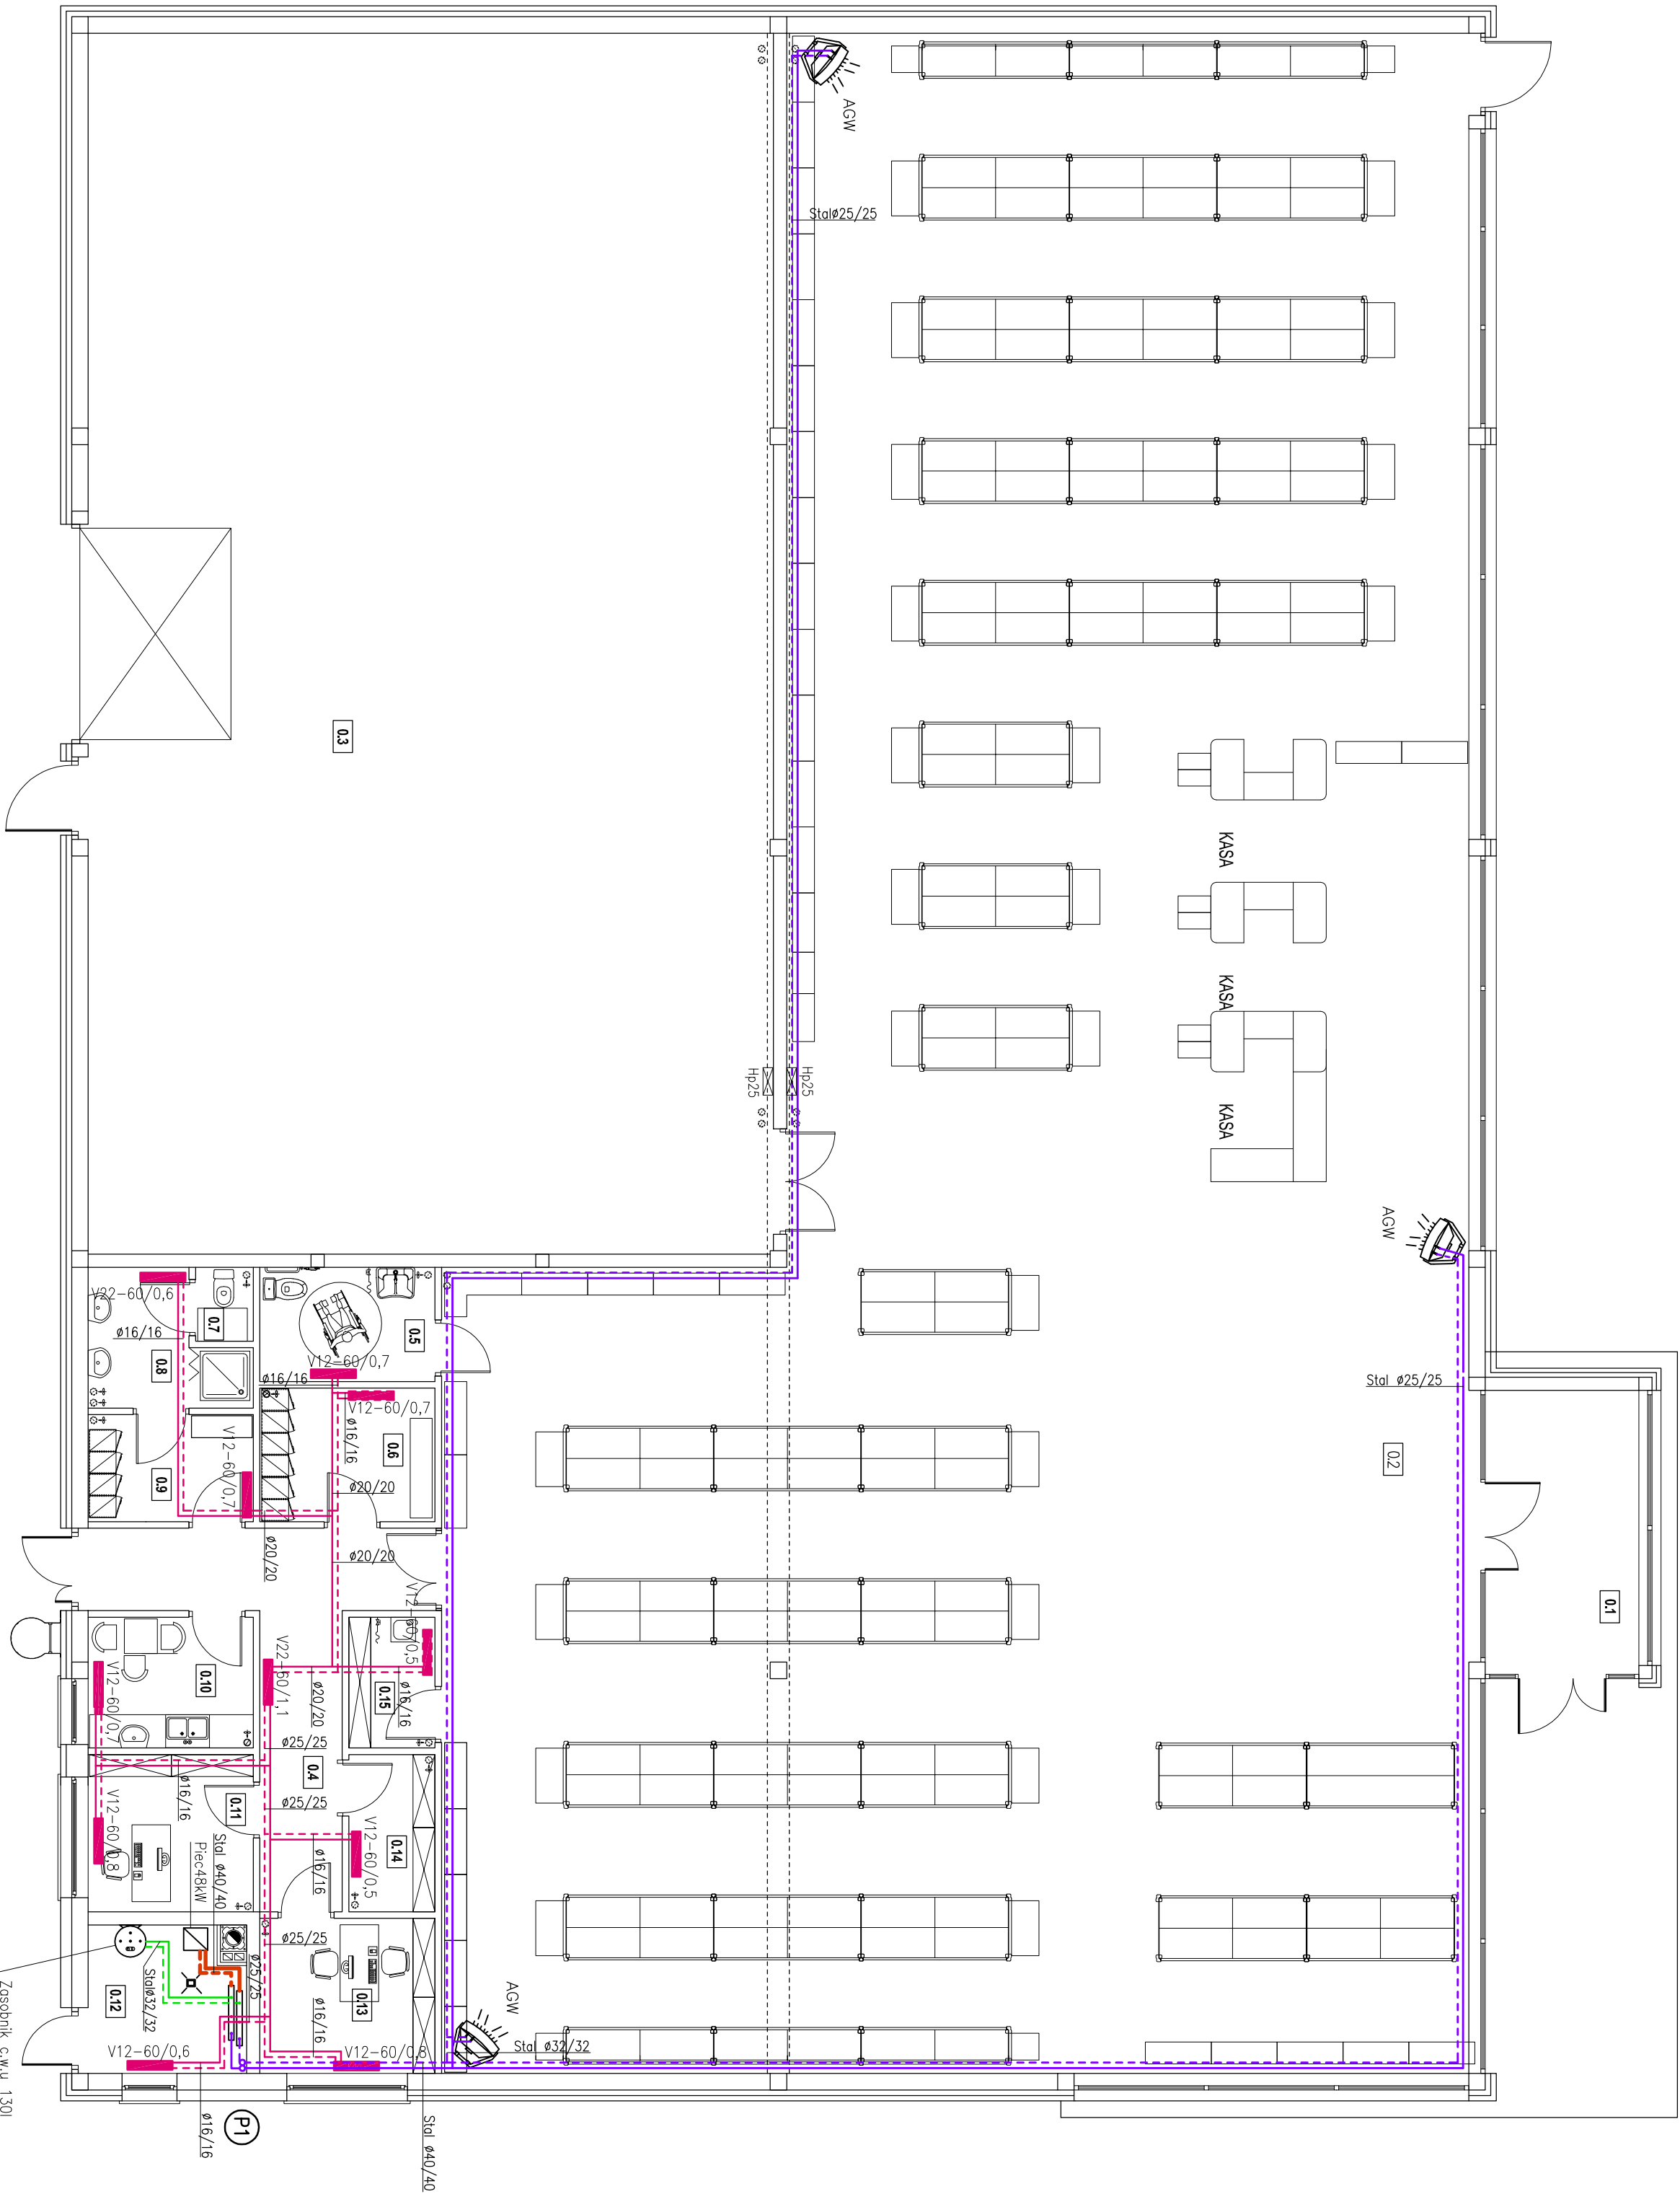 AGW
Stalø25/25
0.3
KASA
KASA
KASA
Hp25
Hp25
AGW
Stal ø25/25
0.2
0.1
V22-60/0,6
ø16/16
0.7
0.8
0.5
V12-60/0,7
ø16/16
V12-60/0,7
ø16/16
0.6
V12-60/0,7
0.9
ø20/20
ø20/20
ø20/20
V12-60/0,5
V22-60/1,1
ø20/20
0.15
ø16/16
0.10
V12-60/0,7
ø25/25
0.4
ø25/25
ø16/16
0.11
V12-60/0,8
Stal ø40/40
Piec48kW
V12-60/0,5
0.14
ø16/16
ø25/25
ø25/25
0.13
ø16/16
0.12
Stalø32/32
V12-60/0,6
V12-60/0,8
AGW
Stal ø32/32
P1
ø16/16
Stal ø40/40
Zasobnik c.w.u 130l